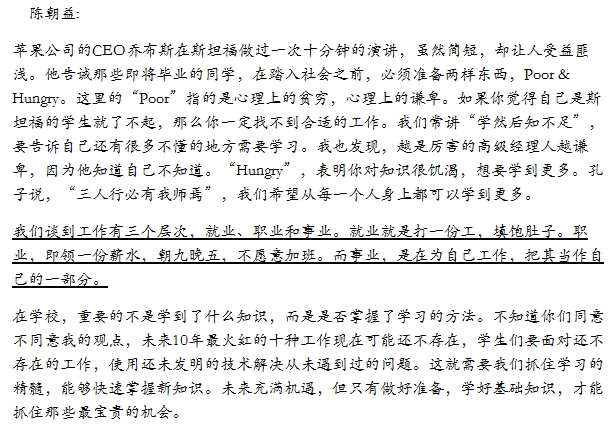 陈朝益:
苹果公司的CEO乔布斯在斯坦福做过一次十分钟的演讲，虽然简短，却让人受益匪
浅。他告诫那些即将毕业的同学，在踏入社会之前，必须准备两样东西，Poor &
Hungry。这里的“Poor”指的是心理上的贫穷，心理上的谦卑。如果你觉得自己是斯
坦福的学生就了不起，那么你一定找不到合适的工作。我们常讲“学然后知不足”，
要告诉自己还有很多不懂的地方需要学习。我也发现，越是厉害的高级经理人越谦
卑，因为他知道自己不知道。“Hungry”，表明你对知识很饥渴，想要学到更多。孔
子说，“三人行必有我师焉”，我们希望从每一个人身上都可以学到更多。
我们谈到工作有三个层次，就业、职业和事业。就业就是打一份工，填饱肚子。职
业，即领一份薪水，朝九晚五，不愿意加班。而事业，是在为自己工作，把其当作自
己的一部分。
在学校，重要的不是学到了什么知识，而是是否掌握了学习的方法。不知道你们同意
不同意我的观点，未来10年最火红的十种工作现在可能还不存在，学生们要面对还不
存在的工作，使用还未发明的技术解决从未遇到过的问题。这就需要我们抓住学习的
精髓，能够快速掌握新知识。未来充满机遇，但只有做好准备，学好基础知识，才能
抓住那些最宝贵的机会。